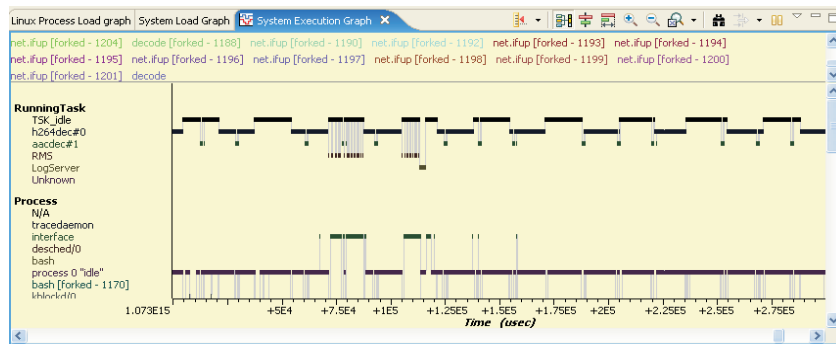 Linux Process Load graph System Load Graph System Execution Graph
net.ifup [forked - 1204] decode [forked - 1188] net.ifup [forked - 1190] net.ifup [forked - 1192] net.ifup [forked - 1193] net.ifup [forked - 1194]
net.ifup [forked - 1195] net.ifup [forked - 1196] net.ifup [forked - 1197] net.ifup [forked - 1198] net.ifup [forked - 1199] net.ifup [forked - 1200]
net.ifup [forked - 1201] decode
RunningTask
TSK_idle
h264dec#0
aacdec#1
RMS
LogServer
Unknown
Process
N/A
tracedaemon
interface
desched/0
bash
process 0 "idle"
bash [forked - 1170]
kblockd/0
1.073E15 +5E4 +7.5E4 +1E5 +1.25E5 +1.5E5 +1.75E5 +2E5 +2.25E5 +2.5E5 +2.75E5
Time (usec)